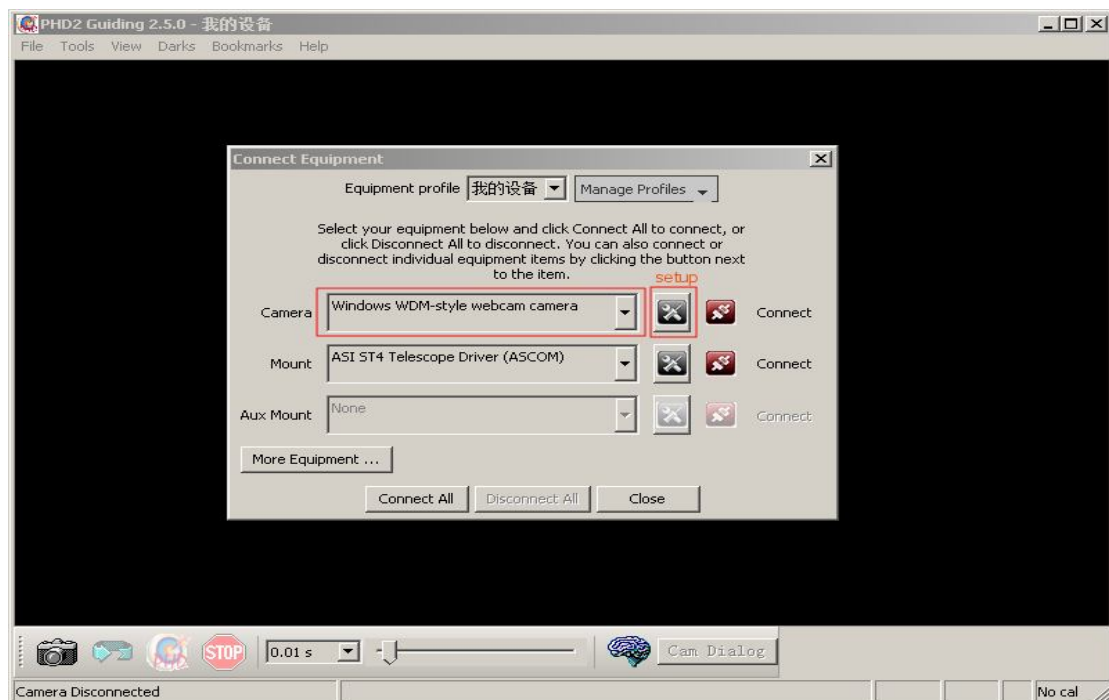 PHD2 Guiding 2.5.0 - 我的设备
File Tools View Darks Bookmarks Help
Connect Equipment
Equipment profile 我的设备 Manage Profiles
Select your equipment below and click Connect All to connect, or
click Disconnect All to disconnect. You can also connect or
disconnect individual equipment items by clicking the button next
to the item.
setup
Camera Windows WDM-style webcam camera Connect
Mount ASI ST4 Telescope Driver (ASCOM) Connect
Aux Mount None Connect
More Equipment ...
Connect All Disconnect All Close
STOP 0.01 s Cam Dialog
Camera Disconnected No cal